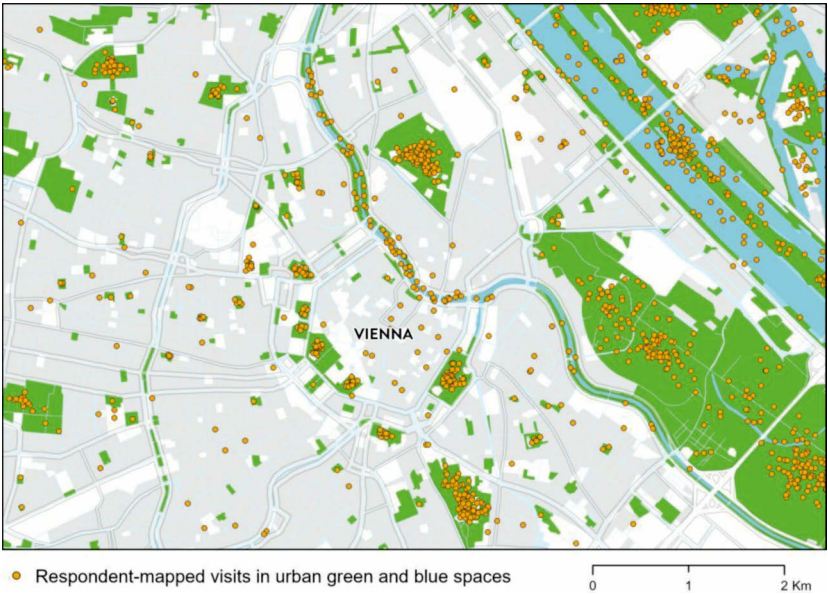 VIENNA
Respondent-mapped visits in urban green and blue spaces
0 1 2 Km